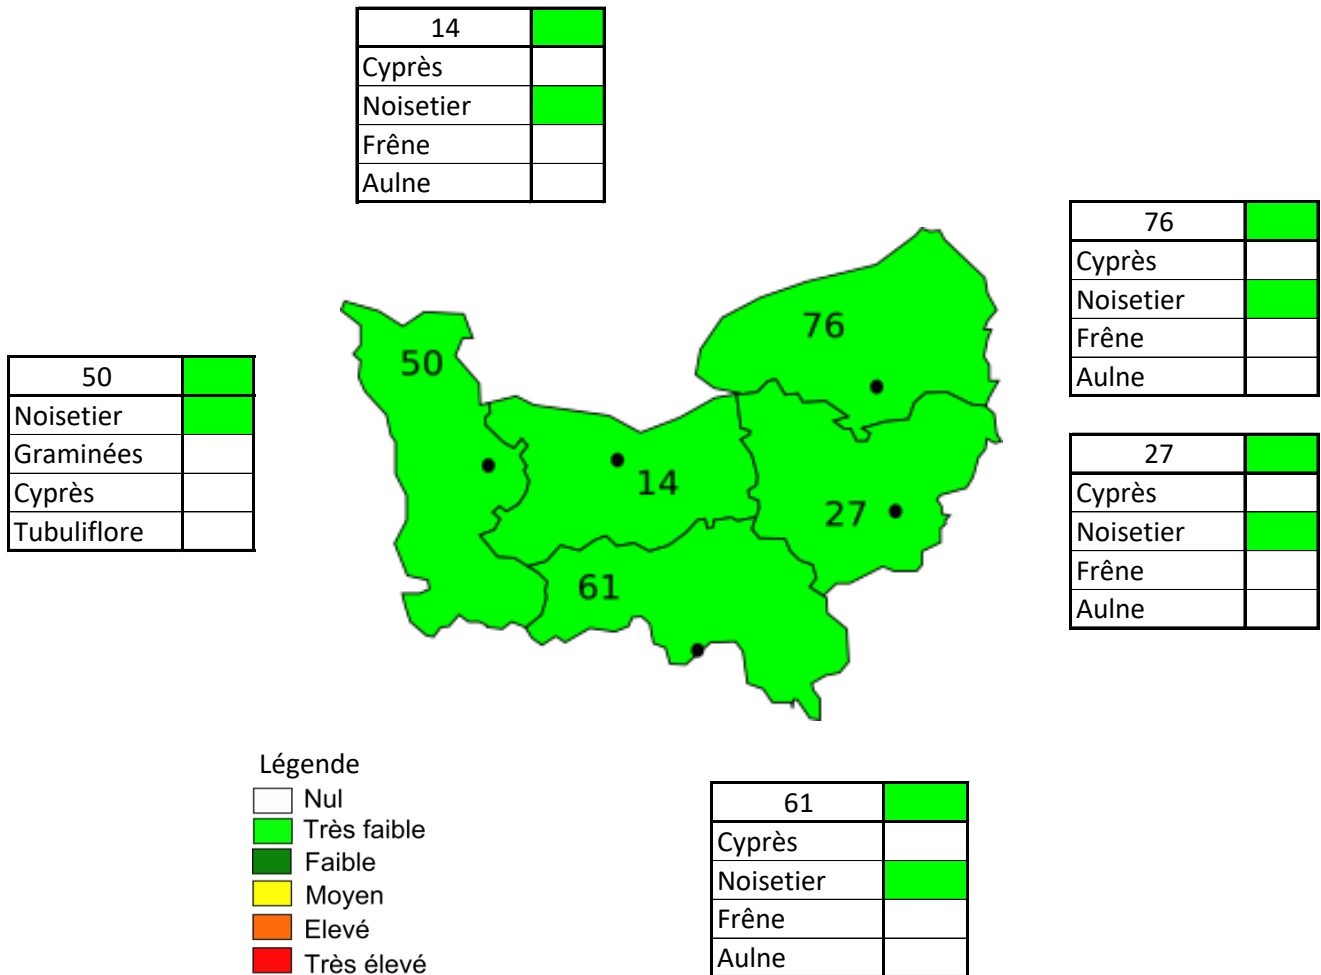 14
Cyprès
Noisetier
Frêne
Aulne
76
Cyprès
Noisetier
Frêne
Aulne
50
Noisetier
Graminées
Cyprès
Tubuliflore
27
Cyprès
Noisetier
Frêne
Aulne
76
50
14
27
61
Légende
Nul
Très faible
Faible
Moyen
Elevé
Très élevé
61
Cyprès
Noisetier
Frêne
Aulne